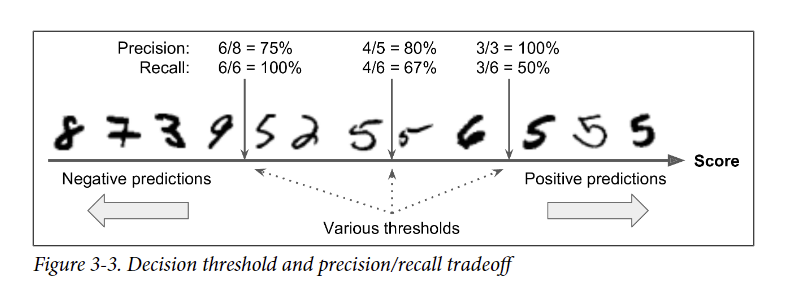 Precision: 6/8 = 75% 4/5 = 80% 3/3 = 100%
Recall: 6/6 = 100% 4/6 = 67% 3/6 = 50%
8 7 3 9 5 2 5 5 6 5 5 5
Score
Negative predictions Positive predictions
Various thresholds
Figure 3-3. Decision threshold and precision/recall tradeoff